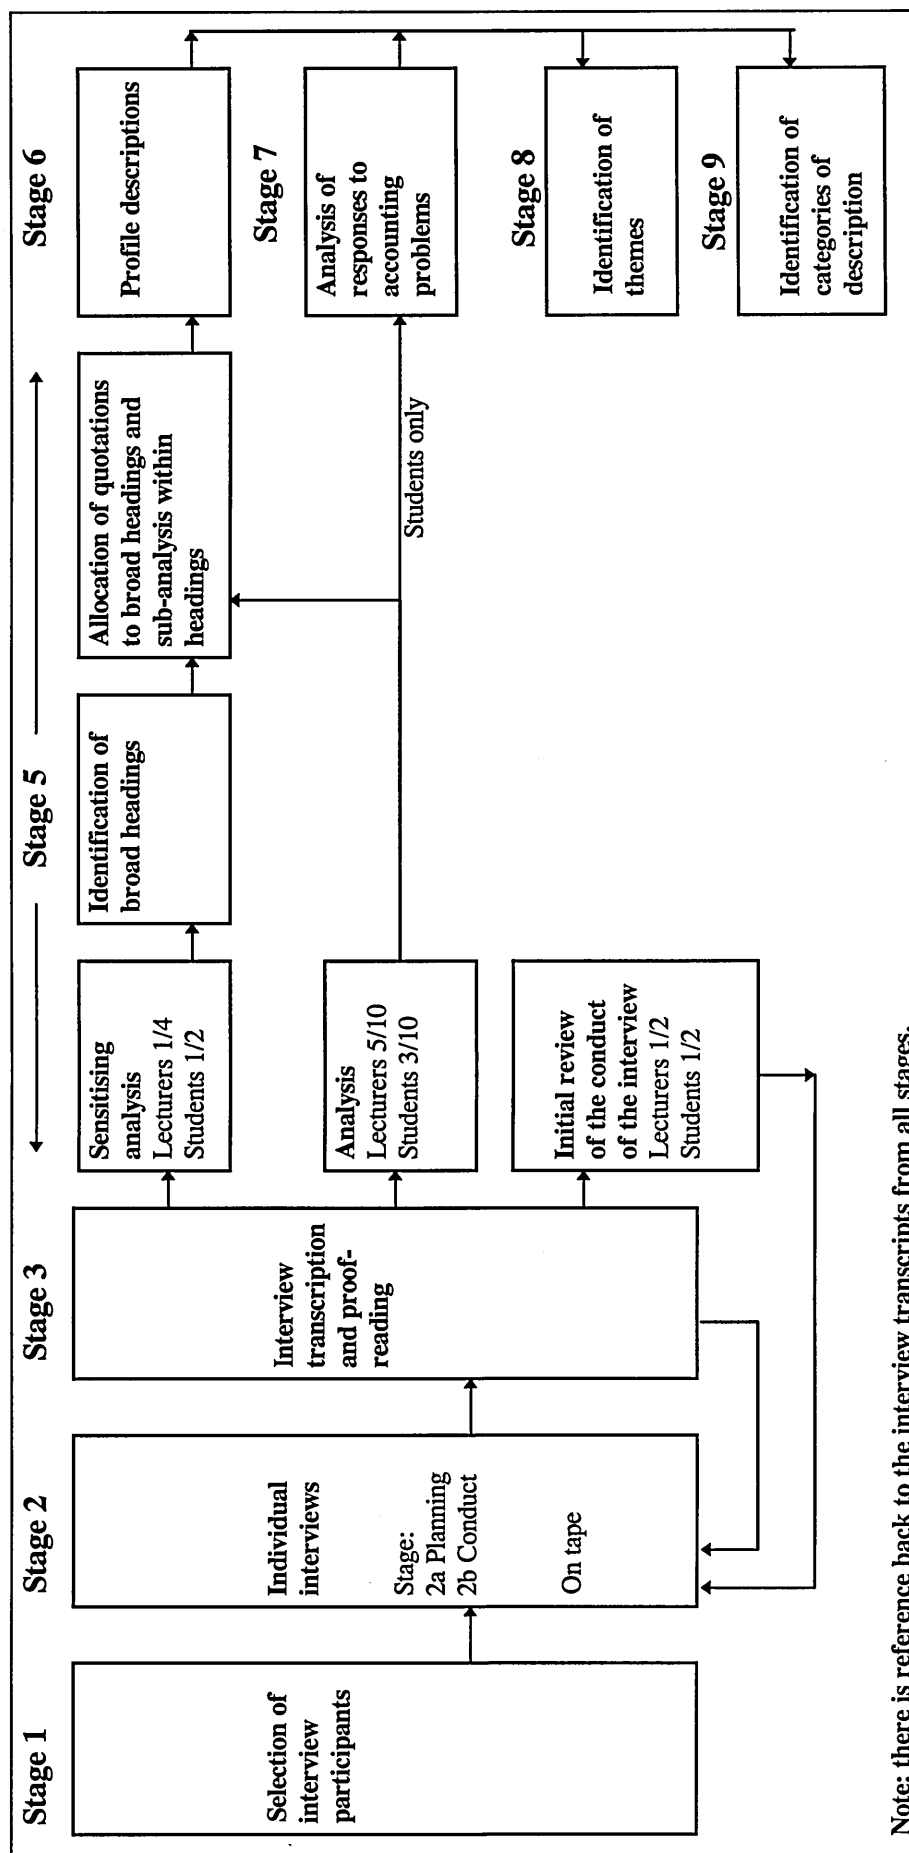 Stage 1
Selection of
interview
participants
Stage 2
Individual
interviews
Stage:
2a Planning
2b Conduct
On tape
Stage 3
Interview
transcription
and proof-
reading
Stage 5
Sensitising
analysis
Lecturers 1/4
Students 1/2
Analysis
Lecturers 5/10
Students 3/10
Initial review
of the conduct
of the interview
Lecturers 1/2
Students 1/2
Identification of
broad headings
Allocation of quotations
to broad headings and
sub-analysis within
headings
Students only
Stage 6
Profile descriptions
Stage 7
Analysis of
responses to
accounting
problems
Stage 8
Identification of
themes
Stage 9
Identification of
categories of
description
Note: there is reference back to the interview transcripts from all stages.